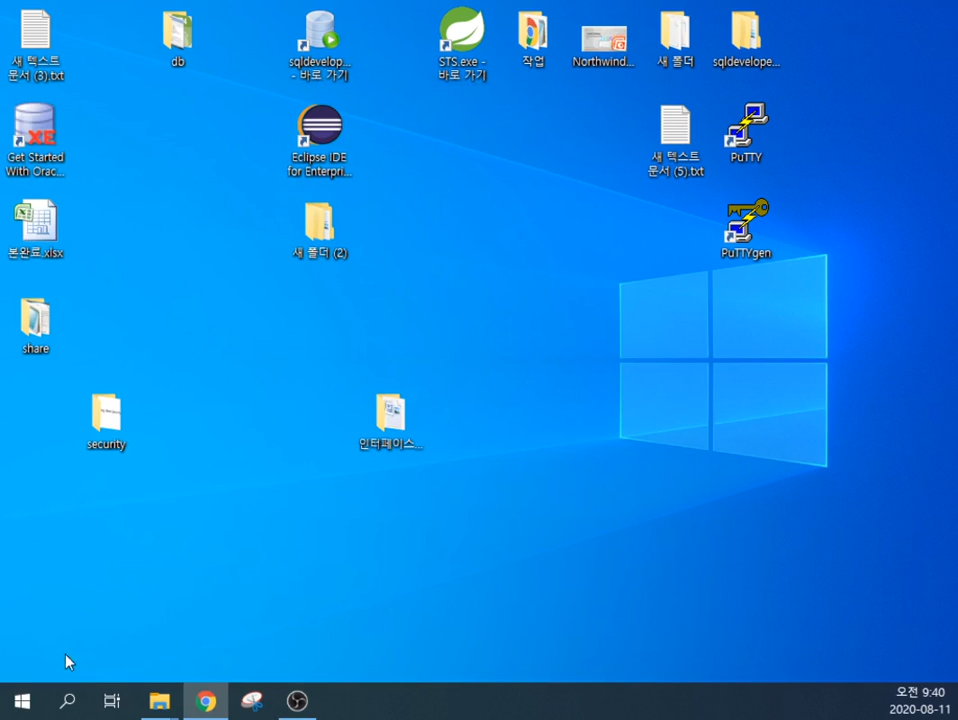 새 텍스트
문서 (3).txt
db
sqldevelop...
- 바로 가기
STS.exe -
바로 가기
작업
Northwind...
새 폴더
sqldevelope...
XE
Get Started
With Orac...
Eclipse IDE
for Enterpri...
새 텍스트
문서 (5).txt
PuTTY
본완료.xlsx
새 폴더 (2)
PuTTYgen
share
security
인터페이스...
오전 9:40
2020-08-11